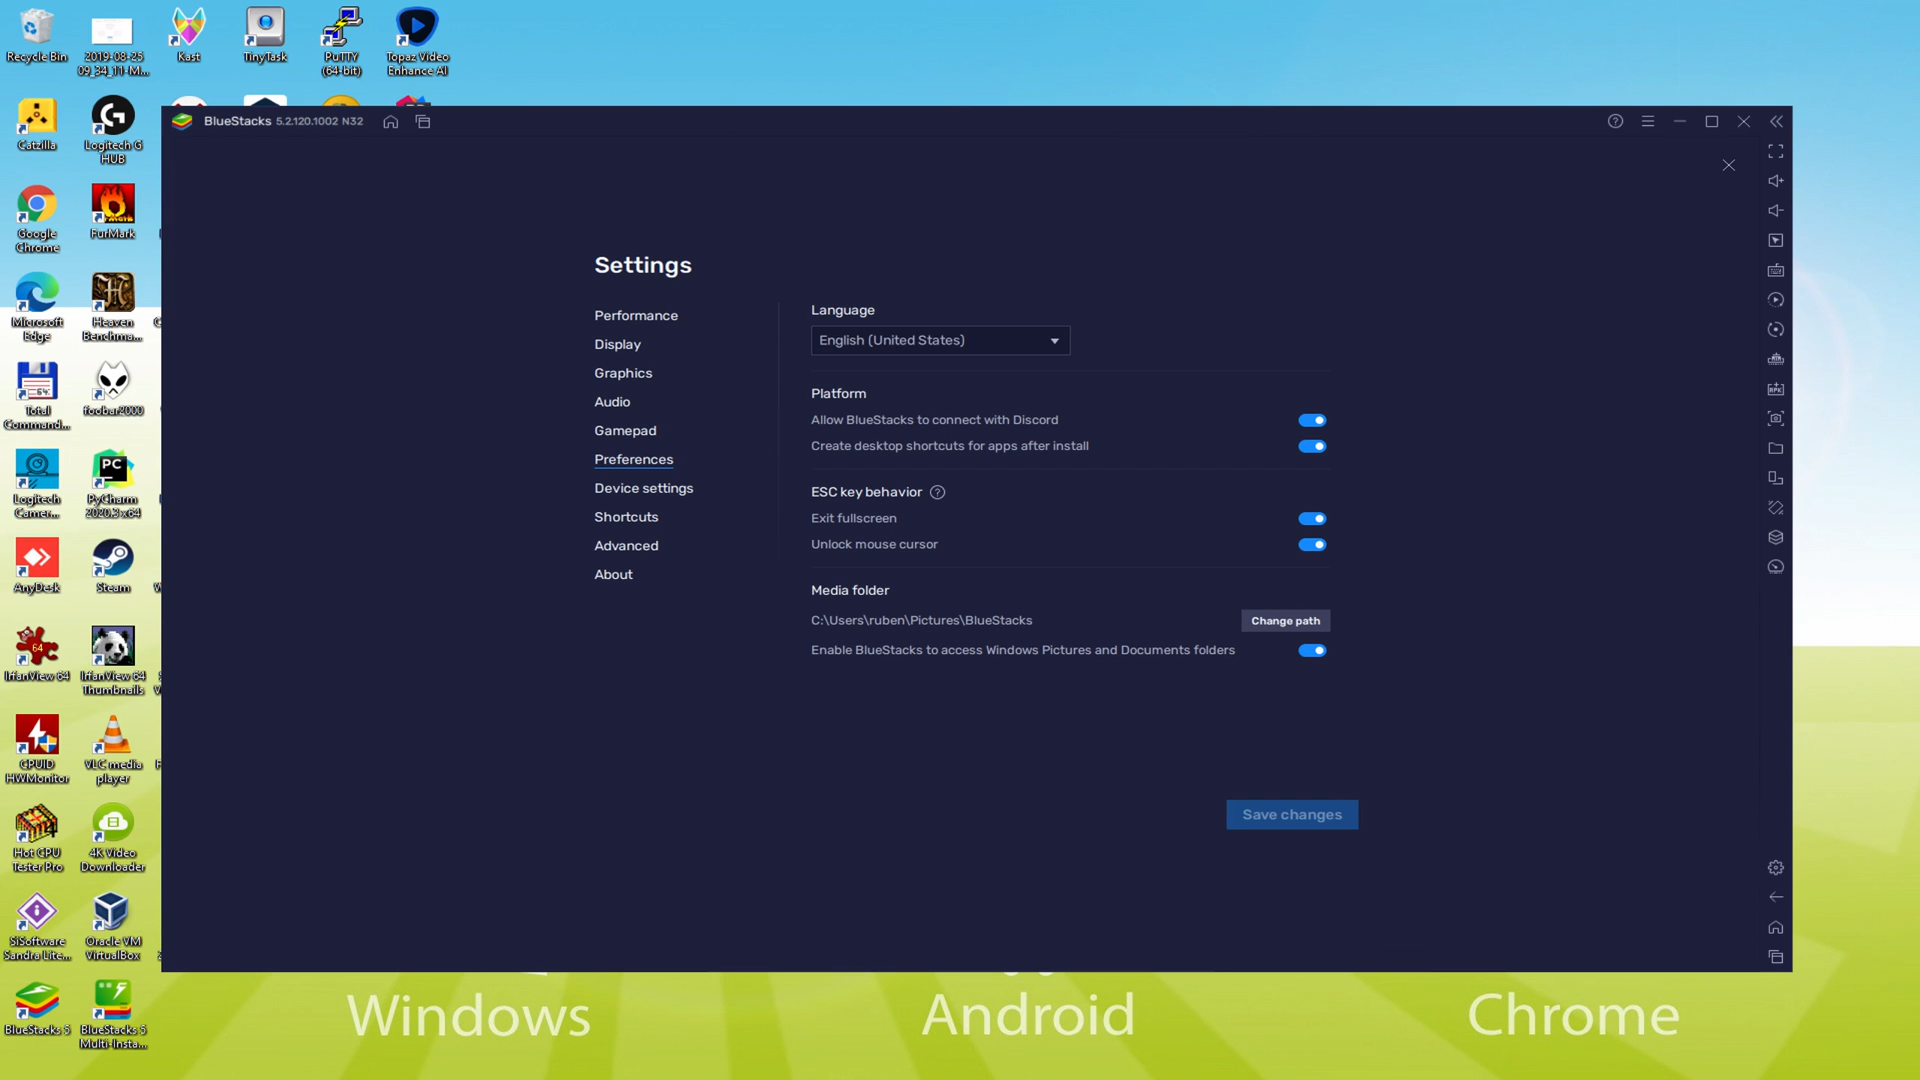 Recycle Bin
2019-08-25
09_34_11-M...
Kast
TinyTask
PuTTY
(64-bit)
Topaz Video
Enhance AI
Catzilla
Logitech G
HUB
Google
Chrome
FurMark
Microsoft
Edge
Heaven
Benchma...
Total
Command...
foobar2000
Logitech
Camer...
PC
PyCharm
2020.3 x64
AnyDesk
Steam
64
IrfanView 64
IrfanView 64
Thumbnails
CPUID
HWMonitor
VLC media
player
Hot CPU
Tester Pro
4K Video
Downloader
SiSoftware
Sandra Lite...
Oracle VM
VirtualBox
BlueStacks 5
BlueStacks 5
Multi-Insta...
BlueStacks 5.2.120.1002 N32
Settings
Performance
Display
Graphics
Audio
Gamepad
Preferences
Device settings
Shortcuts
Advanced
About
Language
English (United States)
Platform
Allow BlueStacks to connect with Discord
Create desktop shortcuts for apps after install
ESC key behavior
Exit fullscreen
Unlock mouse cursor
Media folder
C:\Users\ruben\Pictures\BlueStacks
Change path
Enable BlueStacks to access Windows Pictures and Documents folders
Save changes
Windows
Android
Chrome